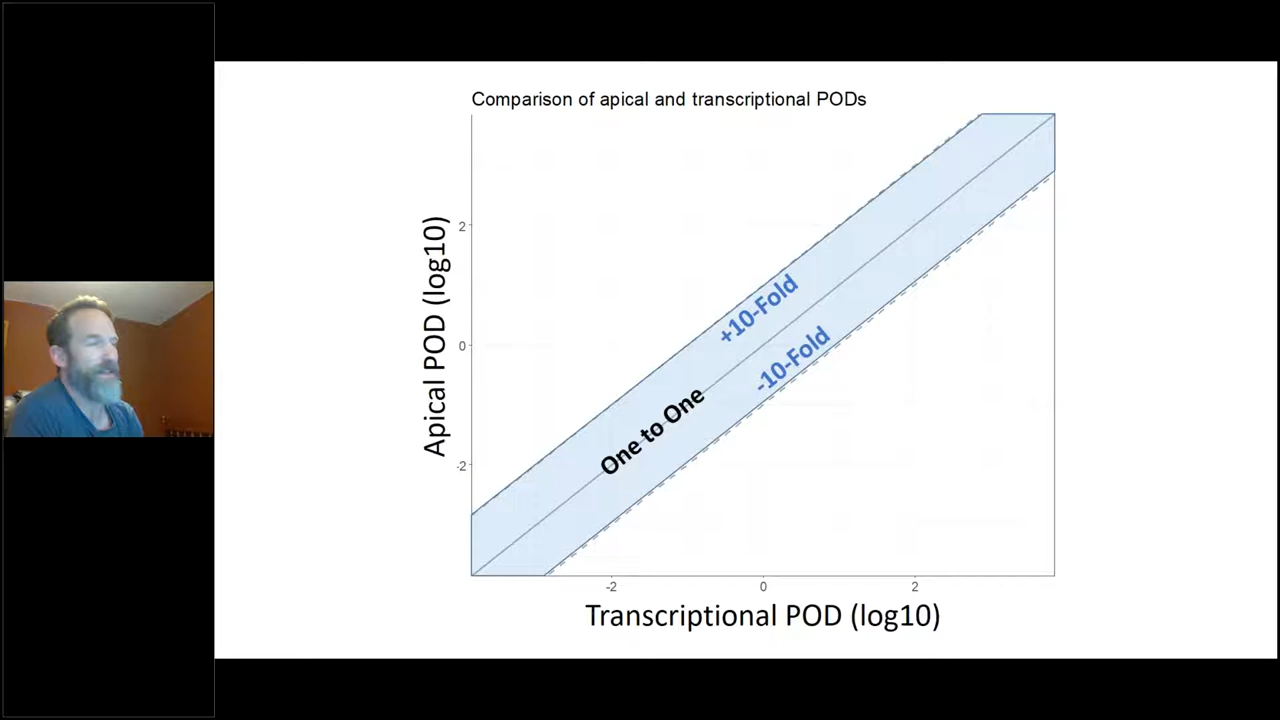 Comparison of apical and transcriptional PODs
Apical POD (log10)
2
0
-2
+10-Fold
-10-Fold
One to One
-2
0
2
Transcriptional POD (log10)